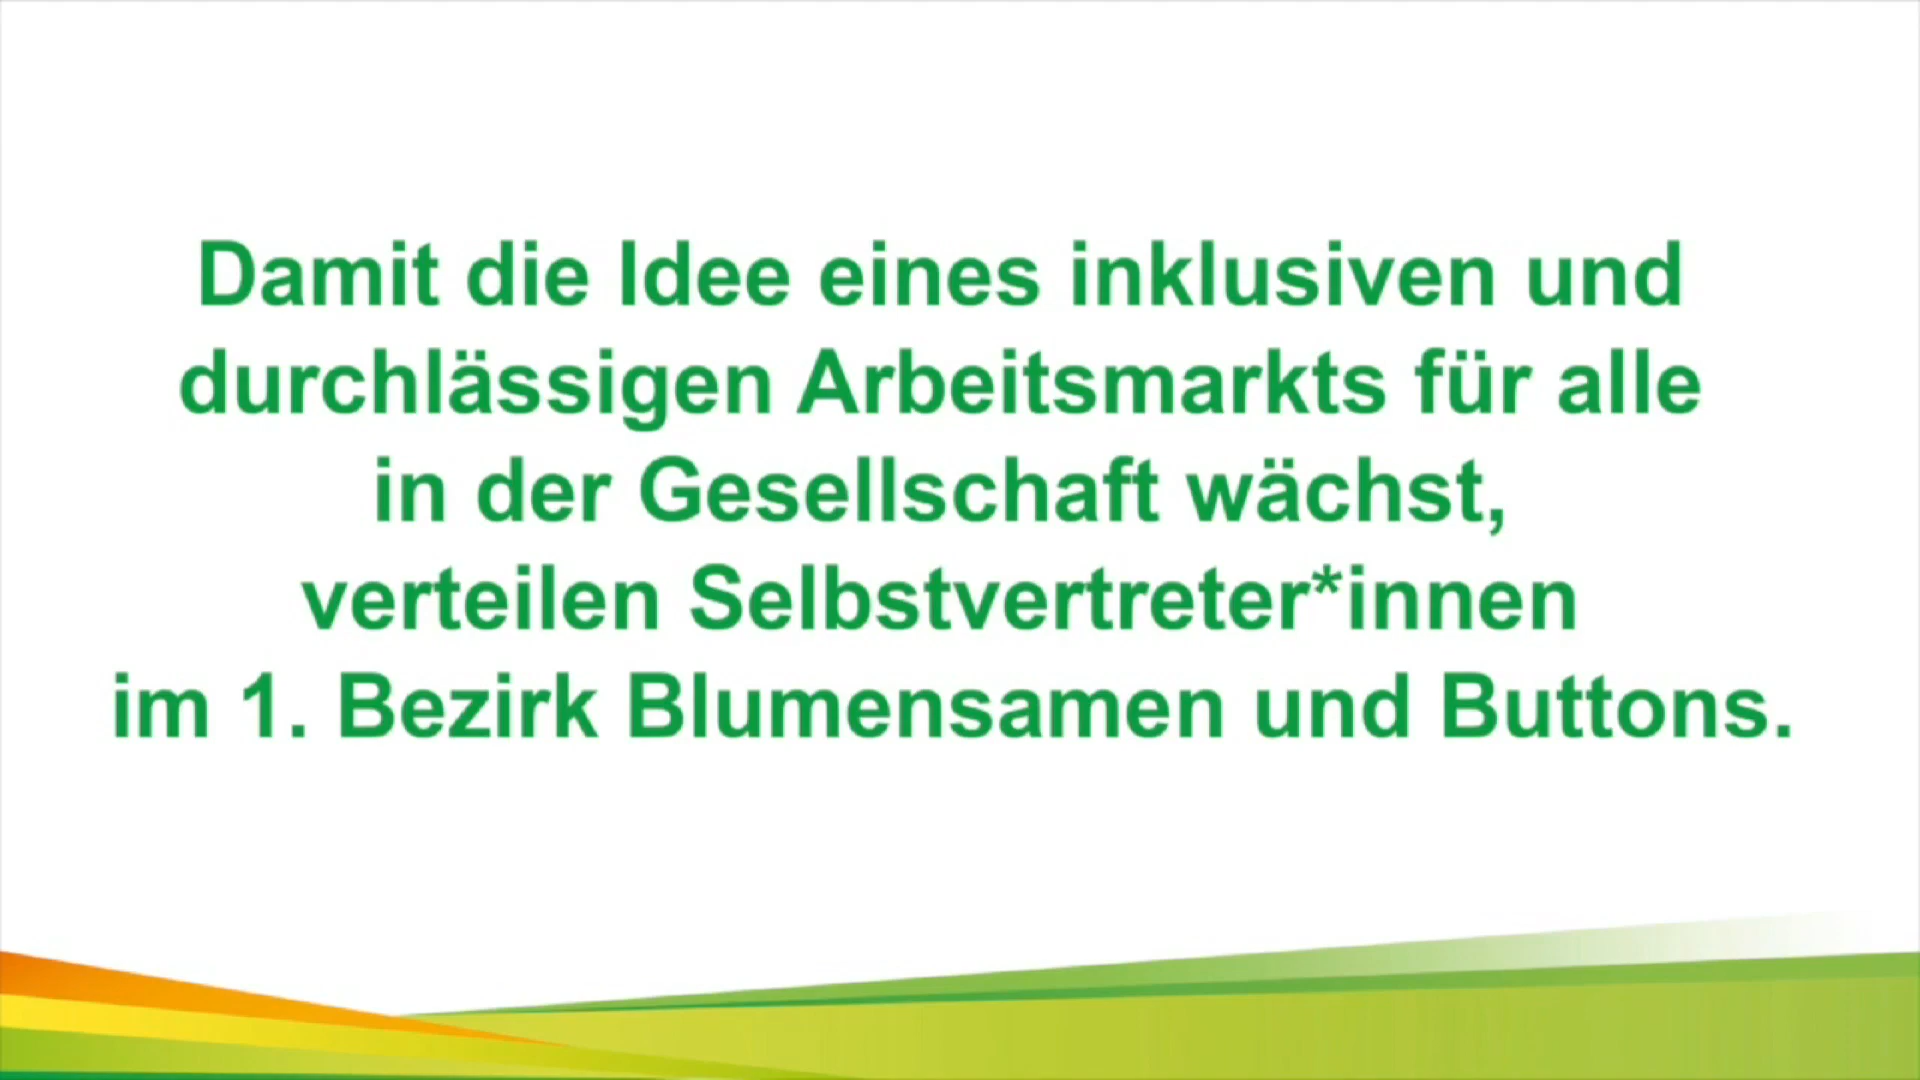 Damit die Idee eines inklusiven und
durchlässigen Arbeitsmarkts für alle
in der Gesellschaft wächst,
verteilen Selbstvertreter*innen
im 1. Bezirk Blumensamen und Buttons.